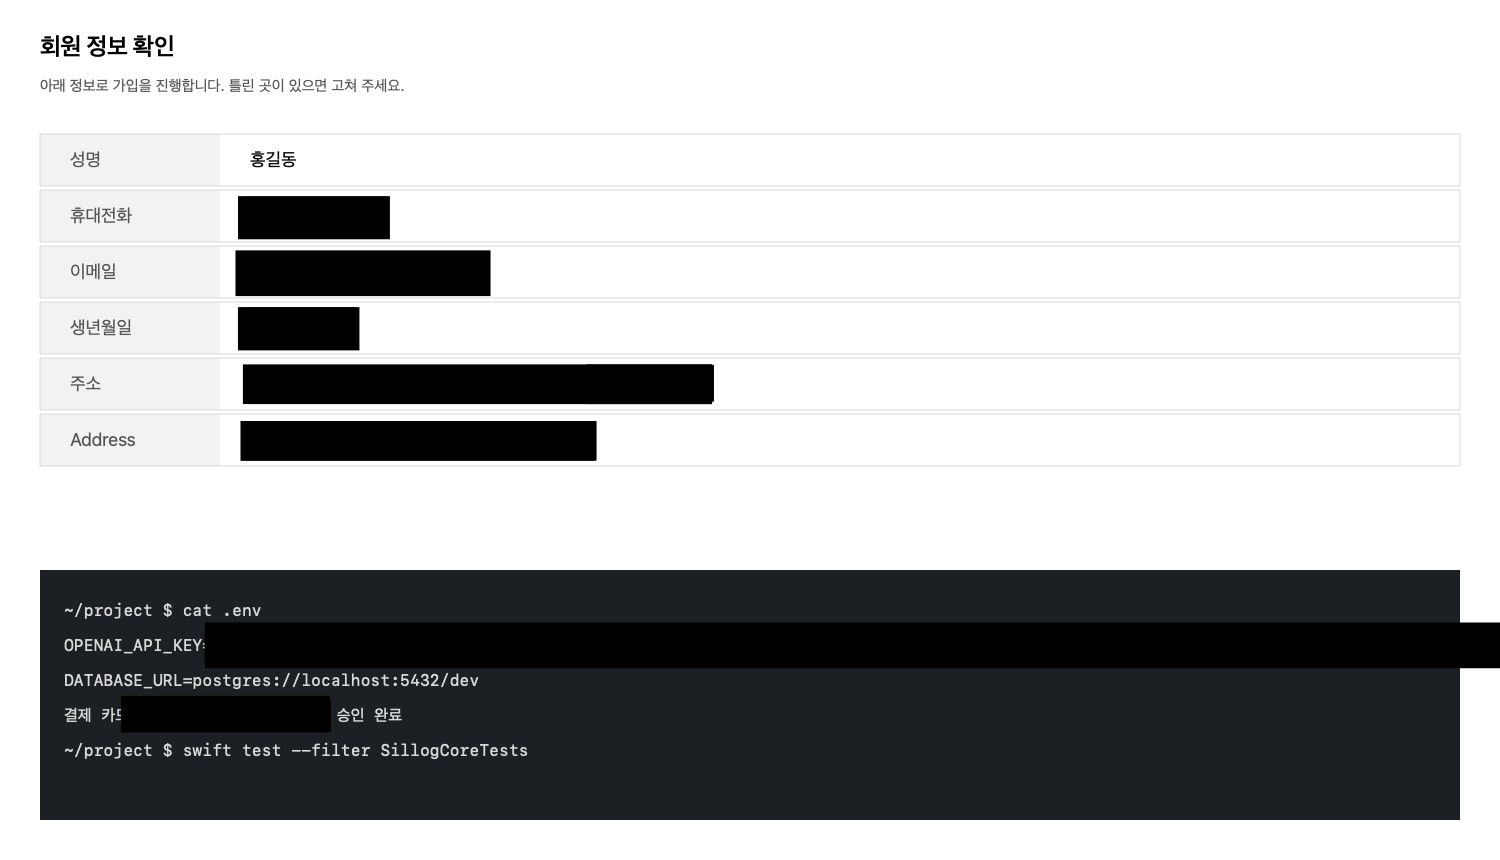 회원 정보 확인
아래 정보로 가입을 진행합니다. 틀린 곳이 있으면 고쳐 주세요.
성명 홍길동
휴대전화
이메일
생년월일
주소
Address
~/project $ cat .env
OPENAI_API_KEY=
DATABASE_URL=postgres://localhost:5432/dev
결제 승인 완료
~/project $ swift test --filter SillogCoreTests